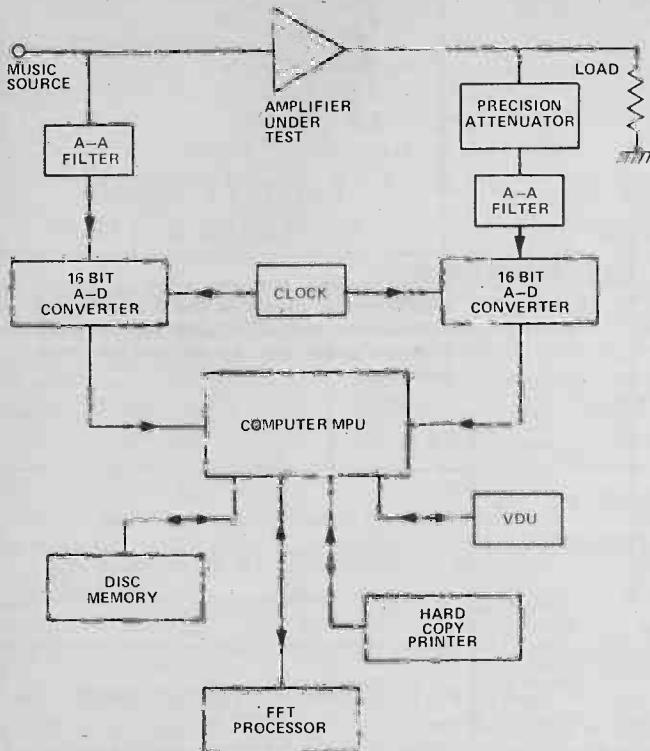 MUSIC
SOURCE
AMPLIFIER
UNDER
TEST
LOAD
PRECISION
ATTENUATOR
A-A
FILTER
A-A
FILTER
16 BIT
A-D
CONVERTER
CLOCK
16 BIT
A-D
CONVERTER
COMPUTER MPU
VDU
DISC
MEMORY
HARD
COPY
PRINTER
FFT
PROCESSOR